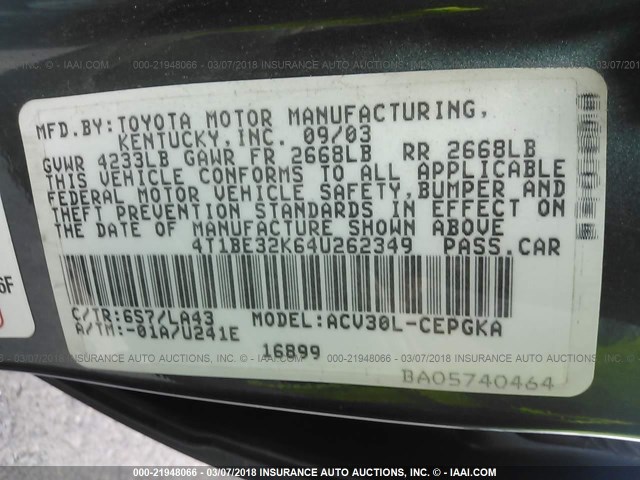 000-21948066 - 03/07/2018 INSURANCE AUTO AUCTIONS, INC. © - IAAI.COM
MFD.BY:TOYOTA MOTOR MANUFACTURING,
KENTUCKY,INC. 09/03
GVWR 4233LB GAWR FR 2668LB RR 2668LB
THIS VEHICLE CONFORMS TO ALL APPLICABLE
FEDERAL MOTOR VEHICLE SAFETY,BUMPER AND
THEFT PREVENTION STANDARDS IN EFFECT ON
THE DATE OF MANUFACTURE SHOWN ABOVE
4T1BE32K64U262349 PASS.CAR
C/TR:6S7/LA43 MODEL:ACV30L-CEPGKA
A/TM:-01A/U241E
16899
BA05740464
6F
000-21948066 - 03/07/2018 INSURANCE AUTO AUCTIONS, INC. © - IAAI.COM